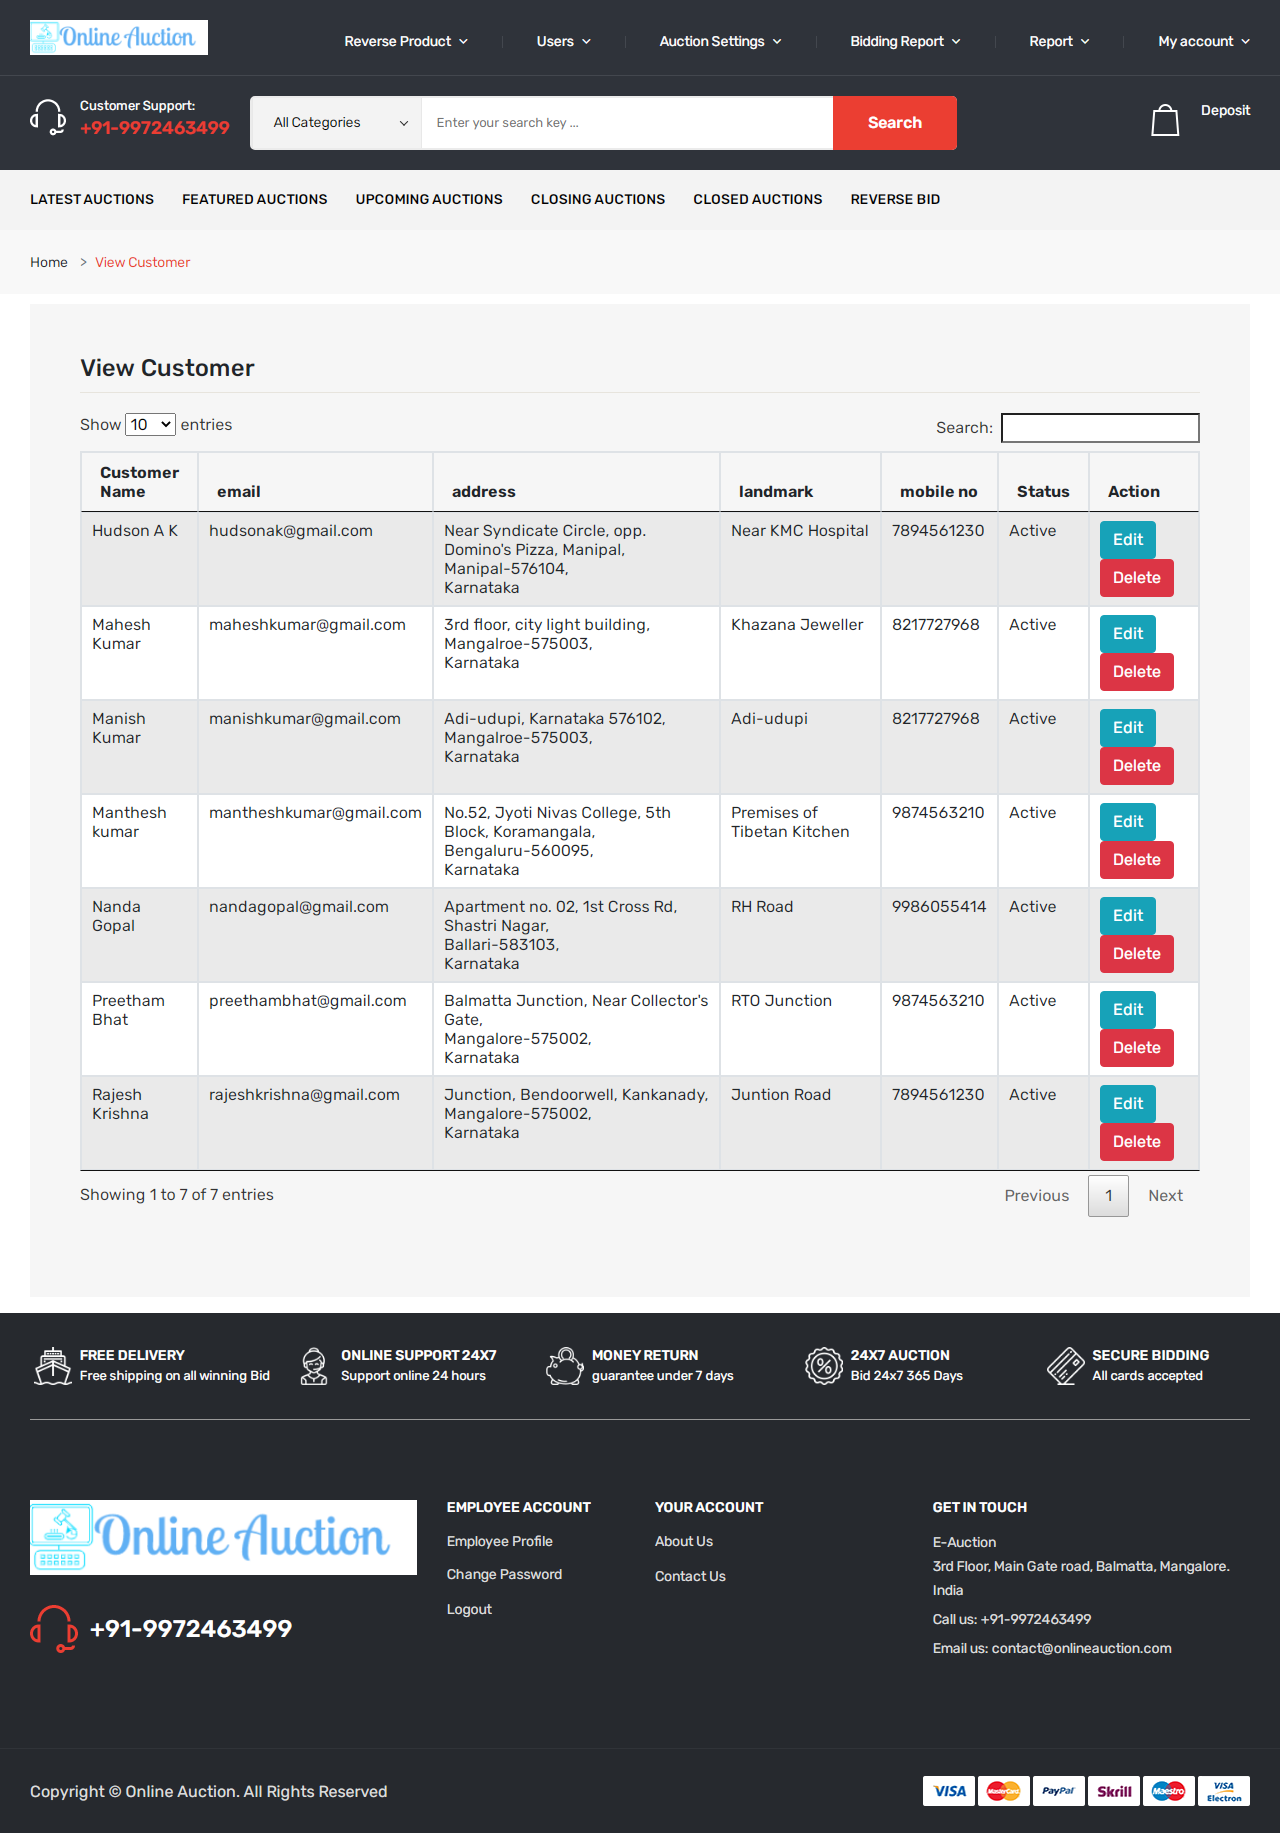 Online Auction
Reverse Product
Users
Auction Settings
Bidding Report
Report
My account
Customer Support:
+91-9972463499
All Categories
Enter your search key ...
Search
Deposit
LATEST AUCTIONS FEATURED AUCTIONS UPCOMING AUCTIONS CLOSING AUCTIONS CLOSED AUCTIONS REVERSE BID
Home > View Customer
View Customer
Show 10 entries
Search:
Customer Name email address landmark mobile no Status Action
Hudson A K hudsonak@gmail.com Near Syndicate Circle, opp.
Domino's Pizza, Manipal,
Manipal-576104,
Karnataka
Near KMC Hospital 7894561230 Active Edit
Delete
Mahesh
Kumar
maheshkumar@gmail.com
3rd floor, city light building,
Mangalroe-575003,
Karnataka
Khazana Jeweller
8217727968
Active
Edit
Delete
Manish
Kumar
manishkumar@gmail.com
Adi-udupi, Karnataka 576102,
Mangalroe-575003,
Karnataka
Adi-udupi
8217727968
Active
Edit
Delete
Manthesh
kumar
mantheshkumar@gmail.com
No.52, Jyoti Nivas College, 5th
Block, Koramangala,
Bengaluru-560095,
Karnataka
Premises of
Tibetan Kitchen
9874563210
Active
Edit
Delete
Nanda
Gopal
nandagopal@gmail.com
Apartment no. 02, 1st Cross Rd,
Shastri Nagar,
Ballari-583103,
Karnataka
RH Road
9986055414
Active
Edit
Delete
Preetham
Bhat
preethambhat@gmail.com
Balmatta Junction, Near Collector's
Gate,
Mangalore-575002,
Karnataka
RTO Junction
9874563210
Active
Edit
Delete
Rajesh
Krishna
rajeshkrishna@gmail.com
Junction, Bendoorwell, Kankanady,
Mangalore-575002,
Karnataka
Juntion Road
7894561230
Active
Edit
Delete
Showing 1 to 7 of 7 entries
Previous 1 Next
FREE DELIVERY
Free shipping on all winning Bid
ONLINE SUPPORT 24X7
Support online 24 hours
MONEY RETURN
guarantee under 7 days
24X7 AUCTION
Bid 24x7 365 Days
SECURE BIDDING
All cards accepted
Online Auction
+91-9972463499
EMPLOYEE ACCOUNT
Employee Profile
Change Password
Logout
YOUR ACCOUNT
About Us
Contact Us
GET IN TOUCH
E-Auction
3rd Floor, Main Gate road, Balmatta, Mangalore.
India
Call us: +91-9972463499
Email us: contact@onlineauction.com
Copyright © Online Auction. All Rights Reserved
VISA
MasterCard
PayPal
Skrill
Maestro
VISA
Electron